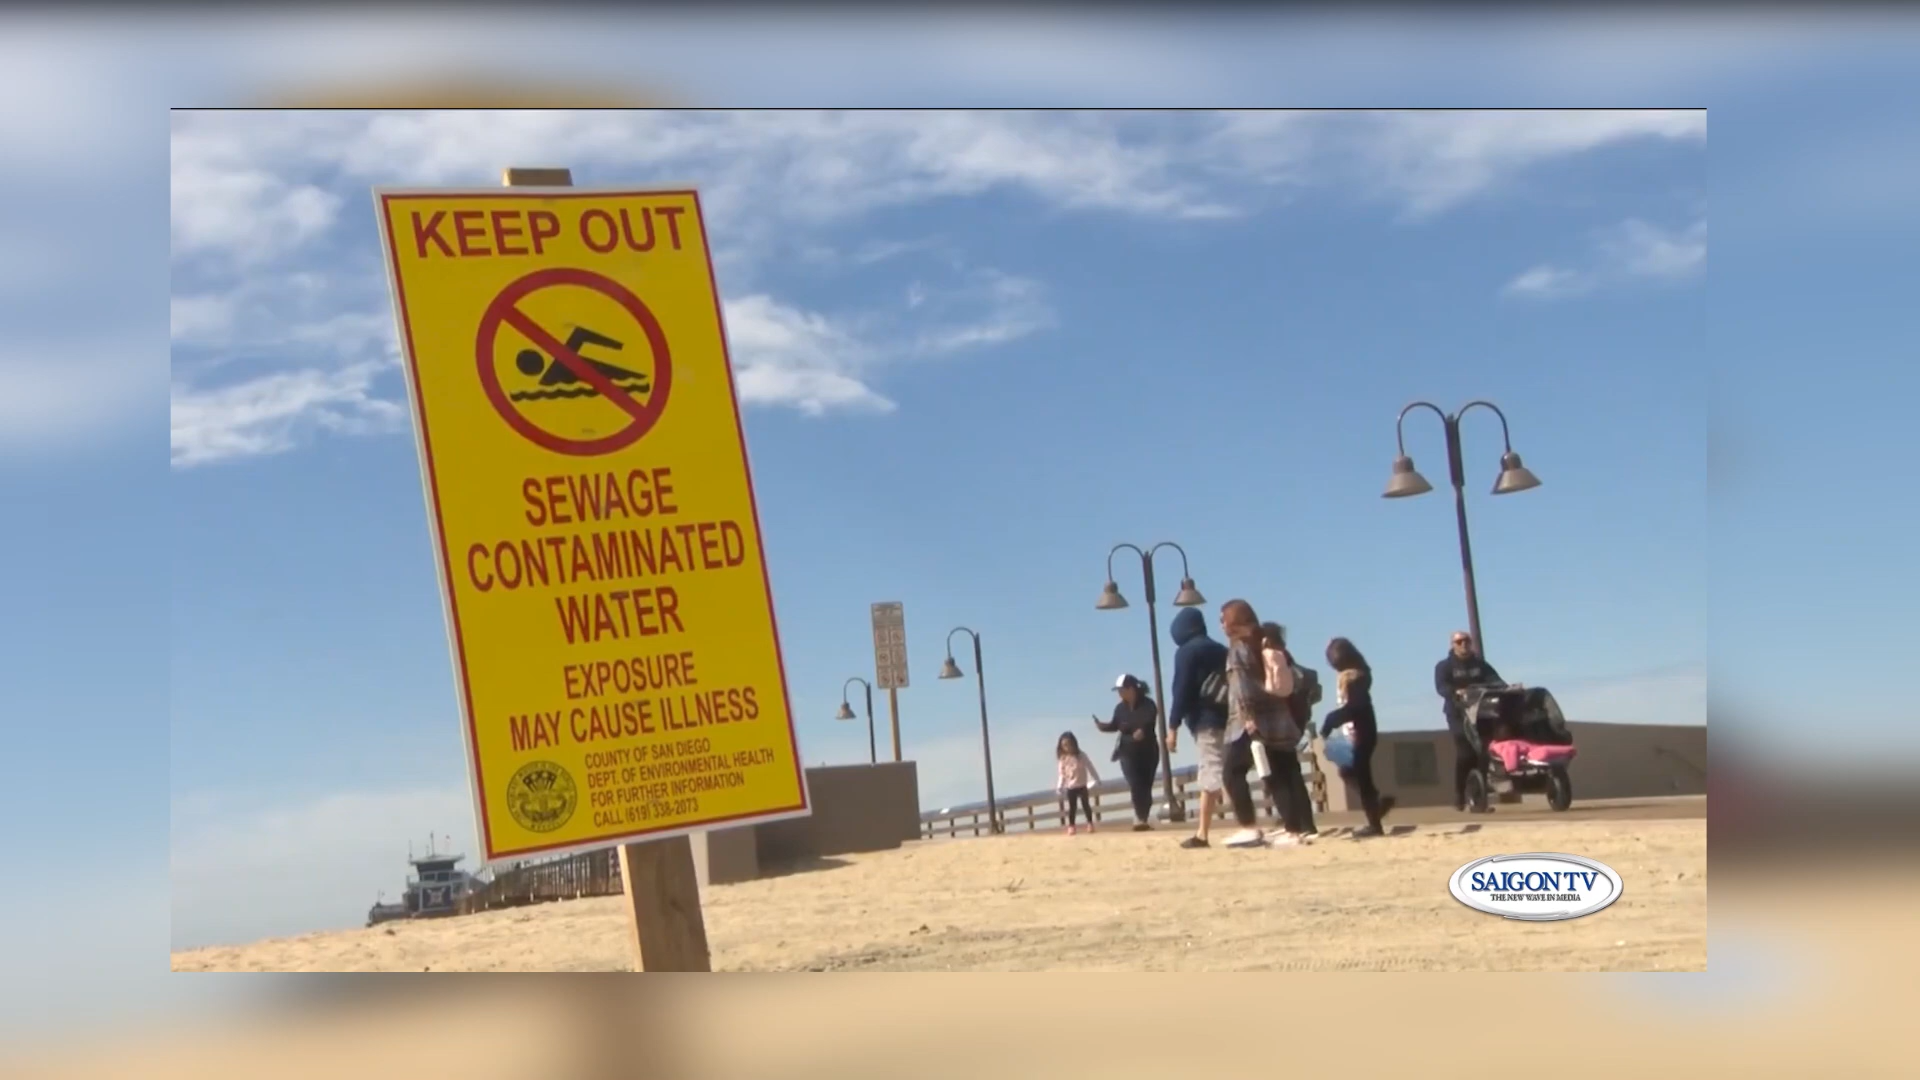 KEEP OUT
SEWAGE
CONTAMINATED
WATER
EXPOSURE
MAY CAUSE ILLNESS
COUNTY OF SAN DIEGO
DEPT. OF ENVIRONMENTAL HEALTH
FOR FURTHER INFORMATION
CALL (619) 338-2073
SAIGON TV
THE NEW WAVE IN MEDIA